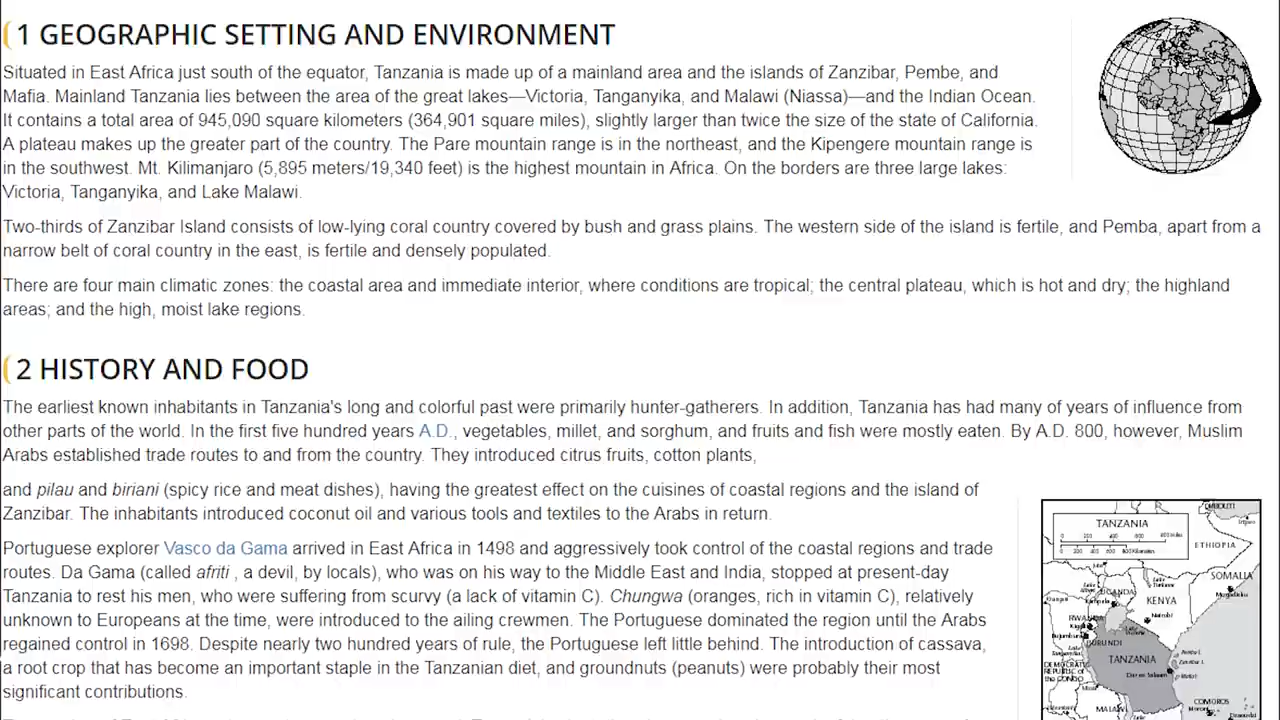 1 GEOGRAPHIC SETTING AND ENVIRONMENT
Situated in East Africa just south of the equator, Tanzania is made up of a mainland area and the islands of Zanzibar, Pembe, and
Mafia. Mainland Tanzania lies between the area of the great lakes—Victoria, Tanganyika, and Malawi (Niassa)—and the Indian Ocean.
It contains a total area of 945,090 square kilometers (364,901 square miles), slightly larger than twice the size of the state of California.
A plateau makes up the greater part of the country. The Pare mountain range is in the northeast, and the Kipengere mountain range is
in the southwest. Mt. Kilimanjaro (5,895 meters/19,340 feet) is the highest mountain in Africa. On the borders are three large lakes:
Victoria, Tanganyika, and Lake Malawi.
Two-thirds of Zanzibar Island consists of low-lying coral country covered by bush and grass plains. The western side of the island is fertile, and Pemba, apart from a
narrow belt of coral country in the east, is fertile and densely populated.
There are four main climatic zones: the coastal area and immediate interior, where conditions are tropical; the central plateau, which is hot and dry; the highland
areas; and the high, moist lake regions.
2 HISTORY AND FOOD
The earliest known inhabitants in Tanzania's long and colorful past were primarily hunter-gatherers. In addition, Tanzania has had many of years of influence from
other parts of the world. In the first five hundred years A.D., vegetables, millet, and sorghum, and fruits and fish were mostly eaten. By A.D. 800, however, Muslim
Arabs established trade routes to and from the country. They introduced citrus fruits, cotton plants,
and pilau and biriani (spicy rice and meat dishes), having the greatest effect on the cuisines of coastal regions and the island of
Zanzibar. The inhabitants introduced coconut oil and various tools and textiles to the Arabs in return.
Portuguese explorer Vasco da Gama arrived in East Africa in 1498 and aggressively took control of the coastal regions and trade
routes. Da Gama (called afriti , a devil, by locals), who was on his way to the Middle East and India, stopped at present-day
Tanzania to rest his men, who were suffering from scurvy (a lack of vitamin C). Chungwa (oranges, rich in vitamin C), relatively
unknown to Europeans at the time, were introduced to the ailing crewmen. The Portuguese dominated the region until the Arabs
regained control in 1698. Despite nearly two hundred years of rule, the Portuguese left little behind. The introduction of cassava,
a root crop that has become an important staple in the Tanzanian diet, and groundnuts (peanuts) were probably their most
significant contributions.
TANZANIA
ETHIOPIA
SOMALIA
UGANDA
KENYA
Nairobi
BURUNDI
TANZANIA
Dar es Salaam
COMOROS